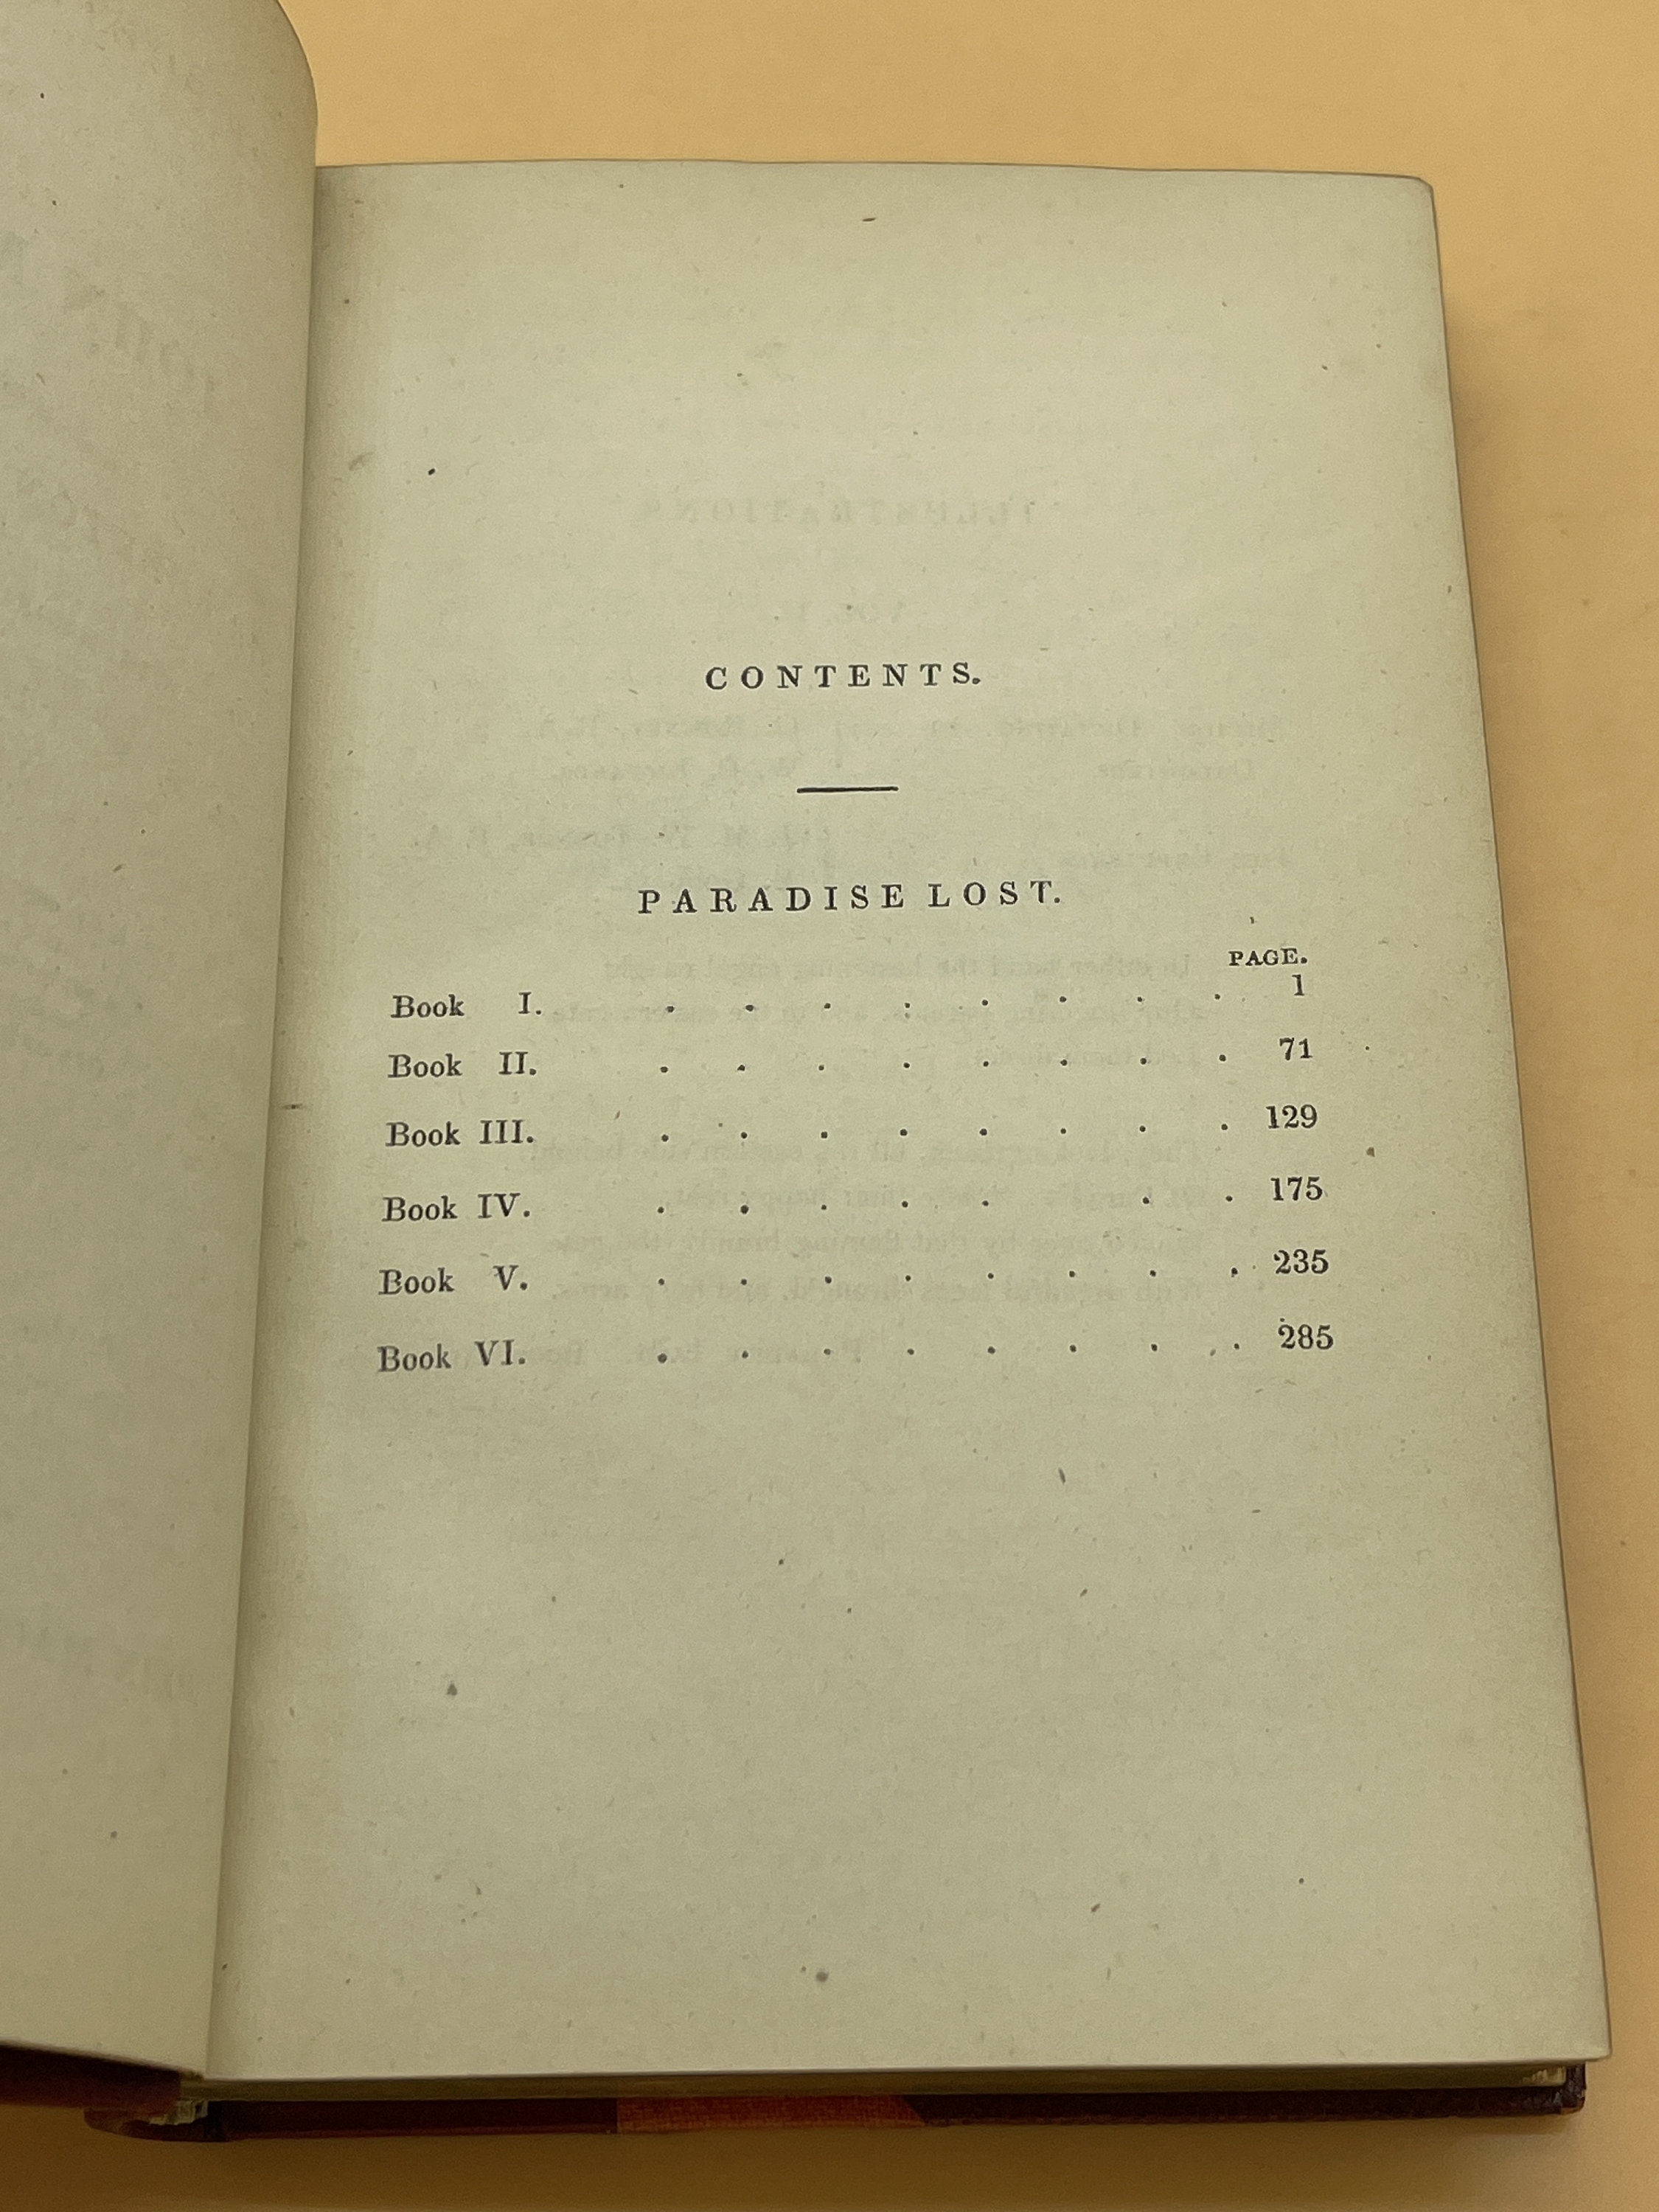 CONTENTS.
PARADISE LOST.
PAGE.
Book I. . . . . . . . . 1
Book II. . . . . . . . . 71
Book III. . . . . . . . . 129
Book IV. . . . . . . . 175
Book V. . . . . . . . . 235
Book VI. . . . . . . . . 285